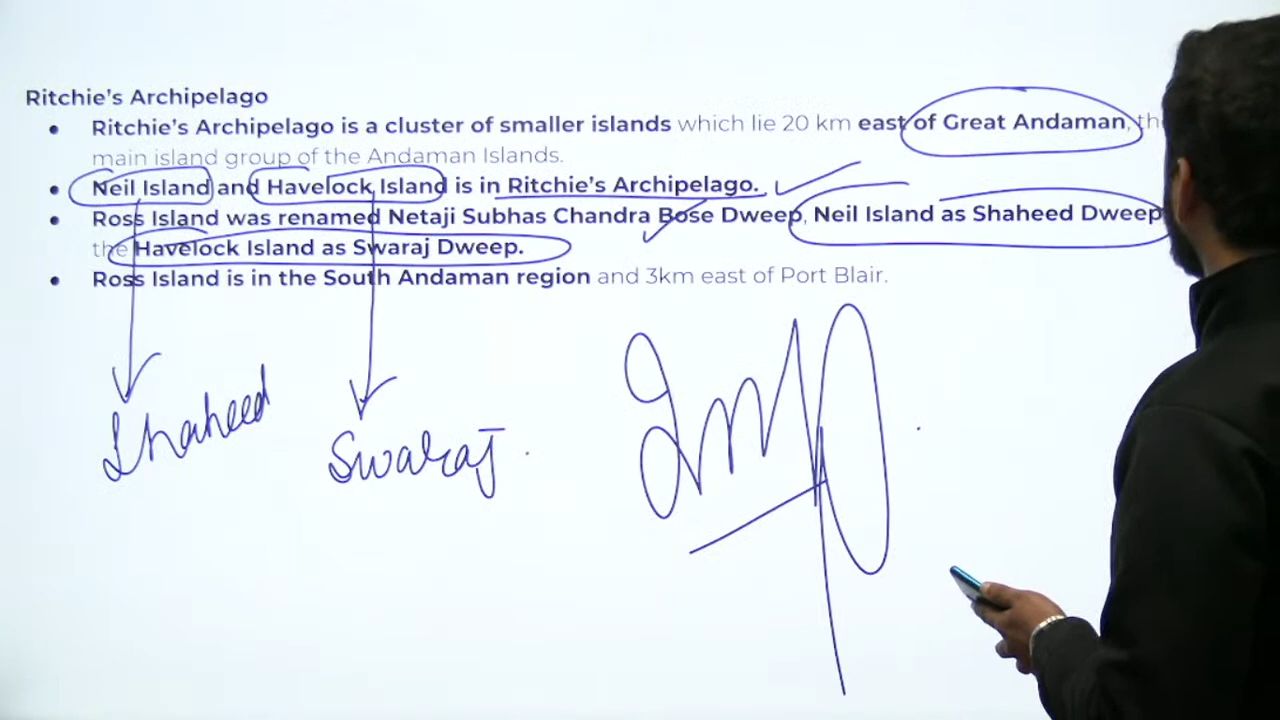 Ritchie's Archipelago
• Ritchie's Archipelago is a cluster of smaller islands which lie 20 km east of Great Andaman,
main island group of the Andaman Islands.
• Neil Island and Havelock Island is in Ritchie's Archipelago.
• Ross Island was renamed Netaji Subhas Chandra Bose Dweep, Neil Island as Shaheed Dweep
the Havelock Island as Swaraj Dweep.
• Ross Island is in the South Andaman region and 3km east of Port Blair.
Shaheed
Swaraj
Imp